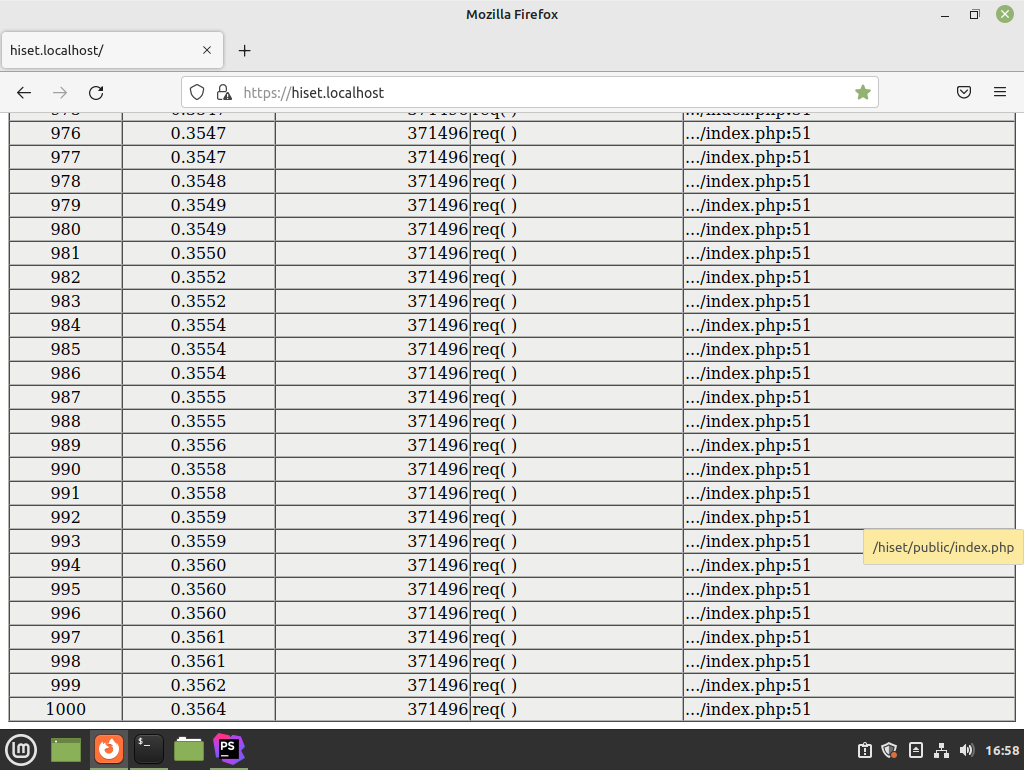 Mozilla Firefox
hiset.localhost/
https://hiset.localhost
976 0.3547 371496 req( ) .../index.php:51
977 0.3547 371496 req( ) .../index.php:51
978 0.3548 371496 req( ) .../index.php:51
979 0.3549 371496 req( ) .../index.php:51
980 0.3549 371496 req( ) .../index.php:51
981 0.3550 371496 req( ) .../index.php:51
982 0.3552 371496 req( ) .../index.php:51
983 0.3552 371496 req( ) .../index.php:51
984 0.3554 371496 req( ) .../index.php:51
985 0.3554 371496 req( ) .../index.php:51
986 0.3554 371496 req( ) .../index.php:51
987 0.3555 371496 req( ) .../index.php:51
988 0.3555 371496 req( ) .../index.php:51
989 0.3556 371496 req( ) .../index.php:51
990 0.3558 371496 req( ) .../index.php:51
991 0.3558 371496 req( ) .../index.php:51
992 0.3559 371496 req( ) .../index.php:51
993 0.3559 371496 req( ) .../index.php:51
/hiset/public/index.php
994 0.3560 371496 req( ) .../index.php:51
995 0.3560 371496 req( ) .../index.php:51
996 0.3560 371496 req( ) .../index.php:51
997 0.3561 371496 req( ) .../index.php:51
998 0.3561 371496 req( ) .../index.php:51
999 0.3562 371496 req( ) .../index.php:51
1000 0.3564 371496 req( ) .../index.php:51
lm $_ PS 16:58